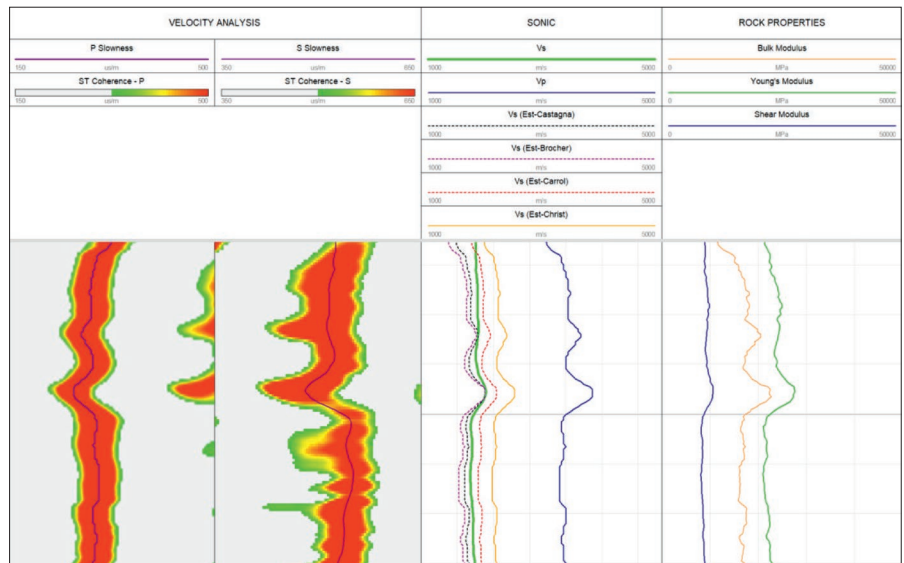 VELOCITY ANALYSIS
SONIC
ROCK PROPERTIES
P Slowness
150 us/m 500
S Slowness
350 us/m 650
Vs
1000 m/s 5000
Bulk Modulus
0 MPa 50000
ST Coherence - P
150 us/m 500
ST Coherence - S
350 us/m 650
Vp
1000 m/s 5000
Young's Modulus
0 MPa 50000
Vs (Est-Castagna)
1000 m/s 5000
Shear Modulus
0 MPa 50000
Vs (Est-Brocher)
1000 m/s 5000
Vs (Est-Carrol)
1000 m/s 5000
Vs (Est-Christ)
1000 m/s 5000